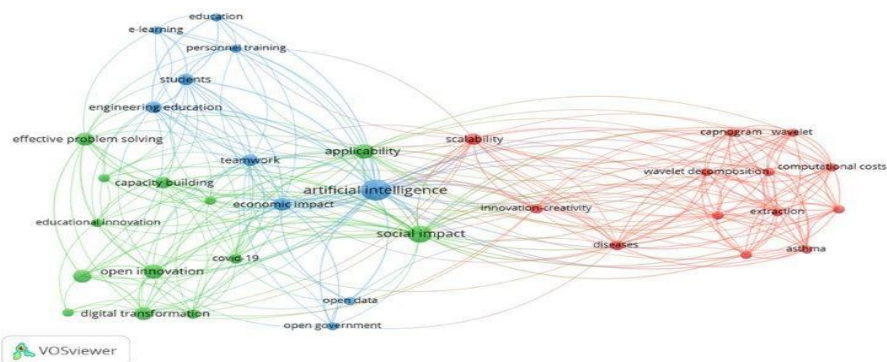 education
e-learning
personnel training
students
engineering education
effective problem solving
applicability
scalability
capnogram
wavelet
teamwork
wavelet decomposition
computational costs
capacity building
artificial intelligence
economic impact
innovation-creativity
extraction
educational innovation
social impact
diseases
asthma
covid-19
open innovation
open data
digital transformation
open government
VOSviewer